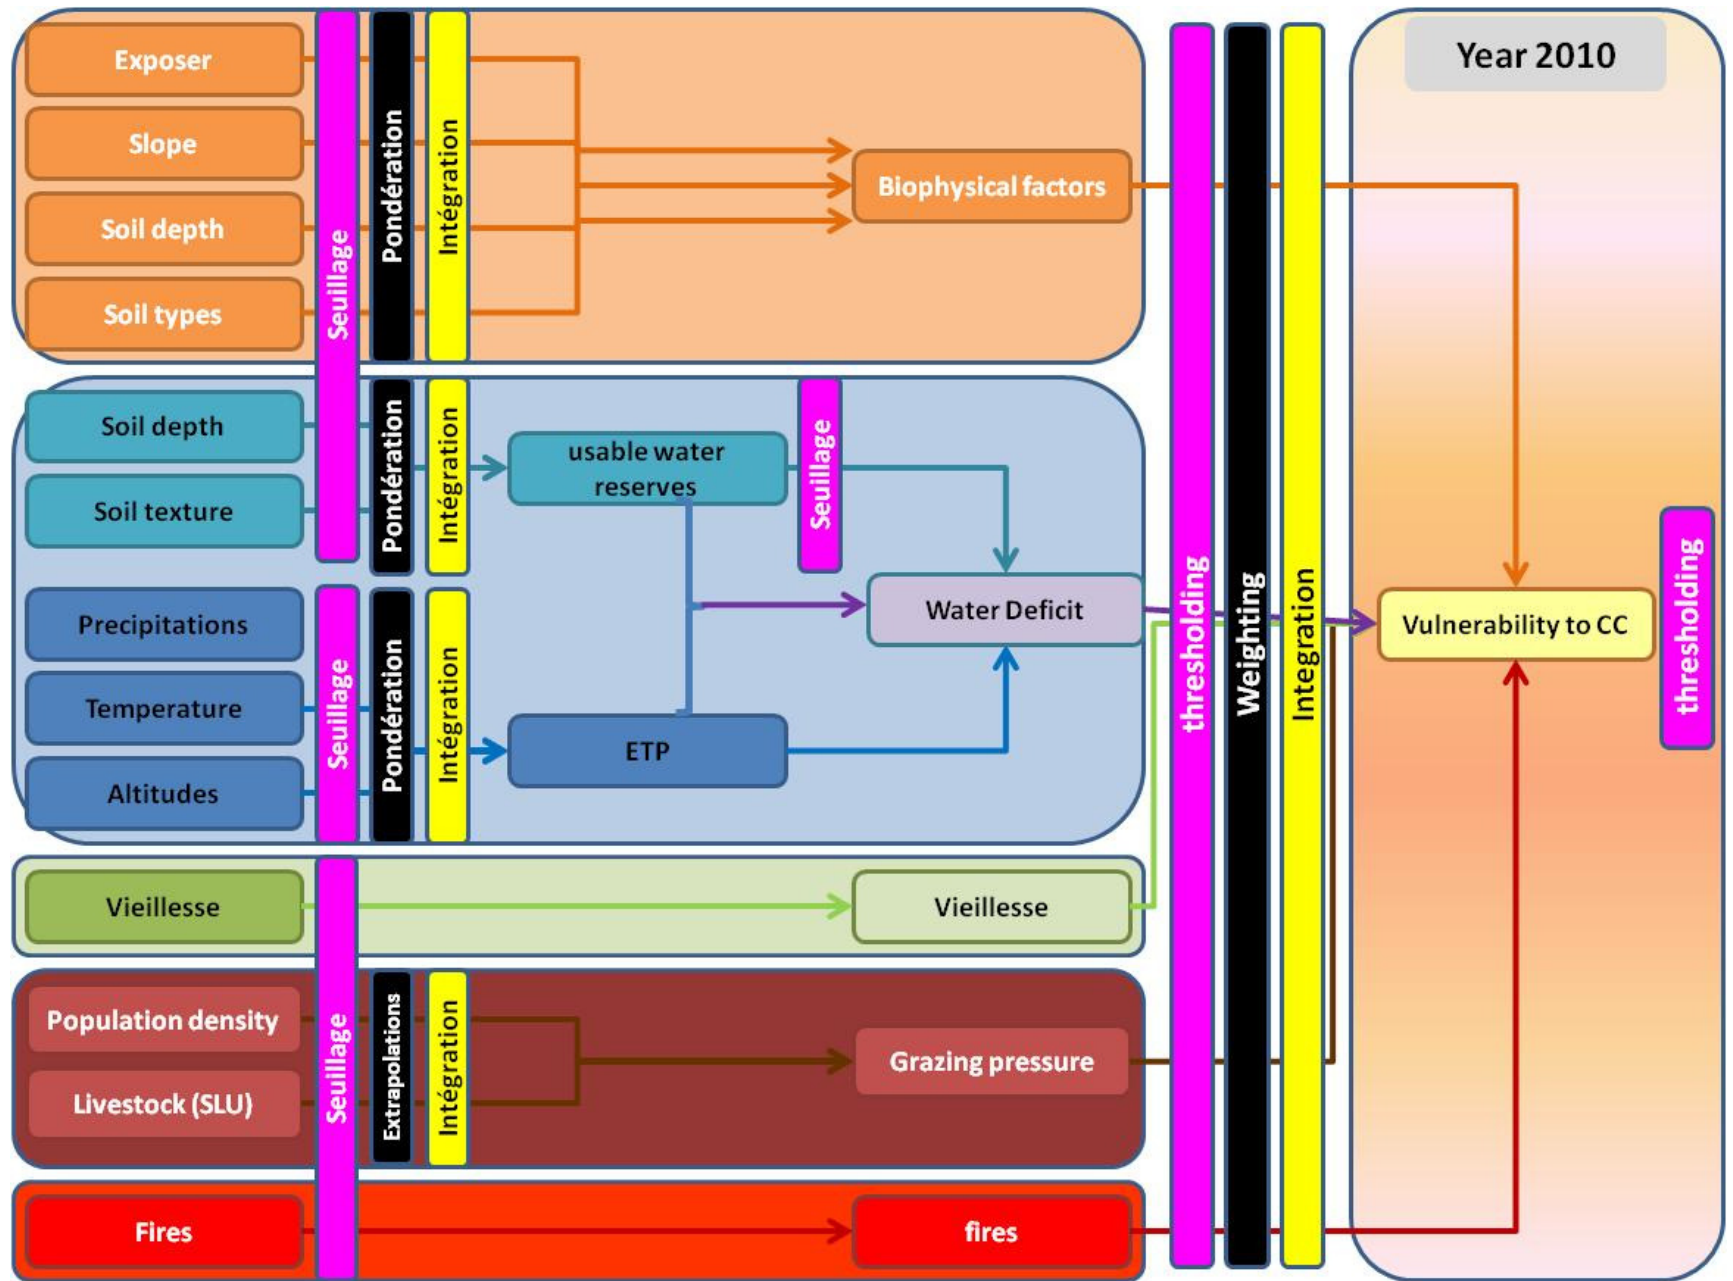 Exposer
Slope
Soil depth
Soil types
Seuillage
Pondération
Intégration
Biophysical factors
Soil depth
Soil texture
Pondération
Intégration
usable water
reserves
Seuillage
Precipitations
Temperature
Altitudes
Seuillage
Pondération
Intégration
ETP
Water Deficit
Vieillesse
Vieillesse
Seuillage
Population density
Livestock (SLU)
Extrapolations
Intégration
Grazing pressure
Fires
fires
thresholding
Weighting
Integration
Year 2010
Vulnerability to CC
thresholding